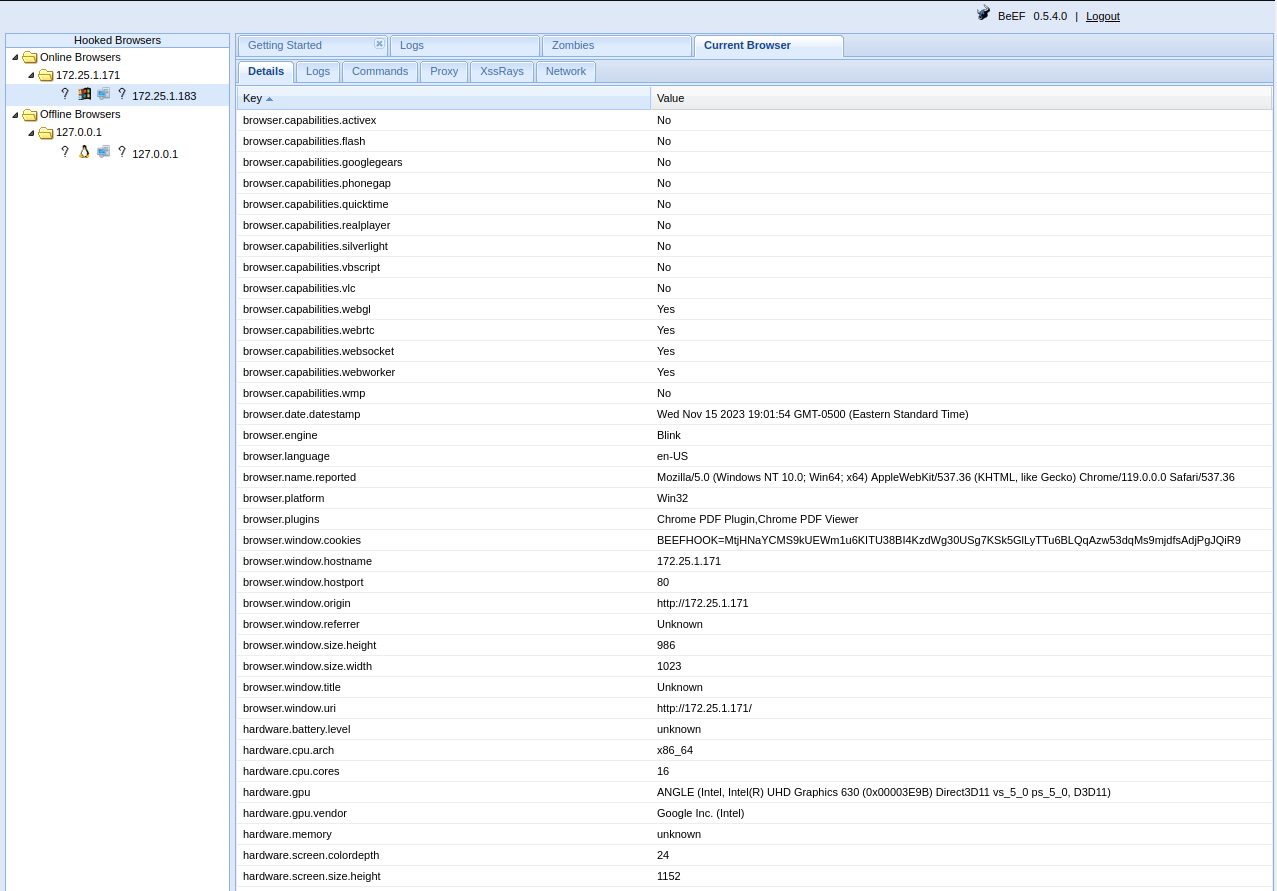 BeEF 0.5.4.0 | Logout
Hooked Browsers
Online Browsers
172.25.1.171
? ? 172.25.1.183
Offline Browsers
127.0.0.1
? ? 127.0.0.1
Getting Started Logs Zombies Current Browser
Details Logs Commands Proxy XssRays Network
Key Value
browser.capabilities.activex No
browser.capabilities.flash No
browser.capabilities.googlegears No
browser.capabilities.phonegap No
browser.capabilities.quicktime No
browser.capabilities.realplayer No
browser.capabilities.silverlight No
browser.capabilities.vbscript No
browser.capabilities.vlc No
browser.capabilities.webgl Yes
browser.capabilities.webrtc Yes
browser.capabilities.websocket Yes
browser.capabilities.webworker Yes
browser.capabilities.wmp No
browser.date.datestamp Wed Nov 15 2023 19:01:54 GMT-0500 (Eastern Standard Time)
browser.engine Blink
browser.language en-US
browser.name.reported Mozilla/5.0 (Windows NT 10.0; Win64; x64) AppleWebKit/537.36 (KHTML, like Gecko) Chrome/119.0.0.0 Safari/537.36
browser.platform Win32
browser.plugins Chrome PDF Plugin,Chrome PDF Viewer
browser.window.cookies BEEFHOOK=MtjHNaYCMS9kUEWm1u6KITU38BI4KzdWg30USg7KSk5GlLyTTu6BLQqAzw53dqMs9mjdfsAdjPgJQiR9
browser.window.hostname 172.25.1.171
browser.window.hostport 80
browser.window.origin http://172.25.1.171
browser.window.referrer Unknown
browser.window.size.height 986
browser.window.size.width 1023
browser.window.title Unknown
browser.window.uri http://172.25.1.171/
hardware.battery.level unknown
hardware.cpu.arch x86_64
hardware.cpu.cores 16
hardware.gpu ANGLE (Intel, Intel(R) UHD Graphics 630 (0x00003E9B) Direct3D11 vs_5_0 ps_5_0, D3D11)
hardware.gpu.vendor Google Inc. (Intel)
hardware.memory unknown
hardware.screen.colordepth 24
hardware.screen.size.height 1152